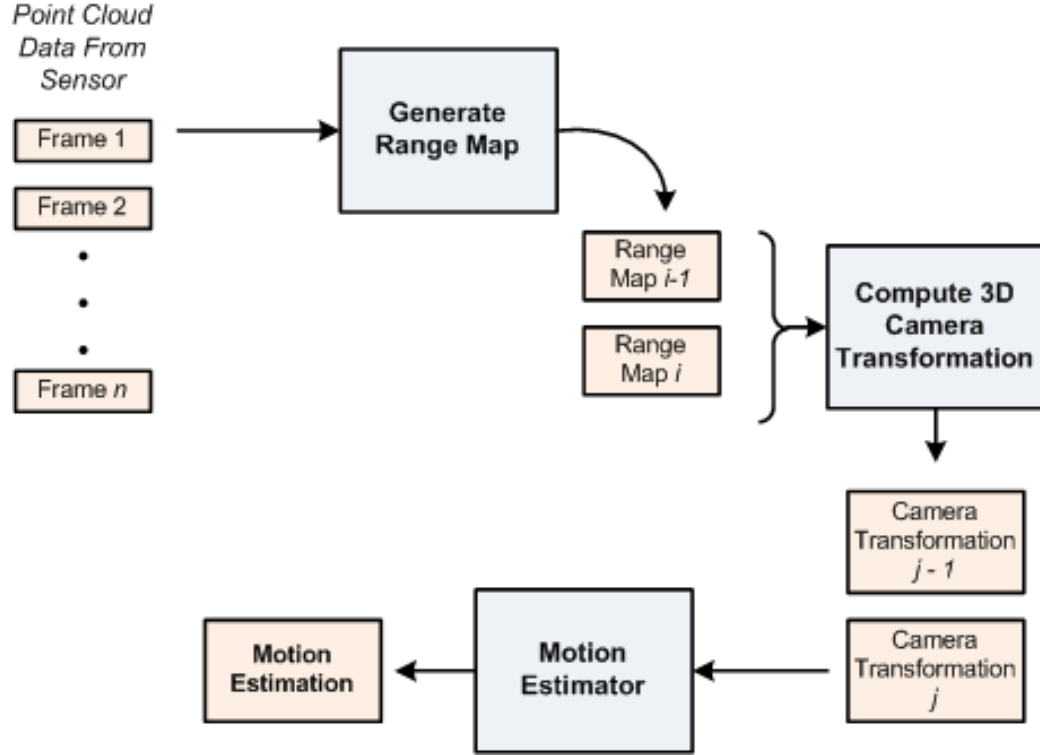 Point Cloud
Data From
Sensor
Frame 1
Frame 2
Frame n
Generate
Range Map
Range
Map i-1
Range
Map i
Compute 3D
Camera
Transformation
Camera
Transformation
j - 1
Camera
Transformation
j
Motion
Estimator
Motion
Estimation